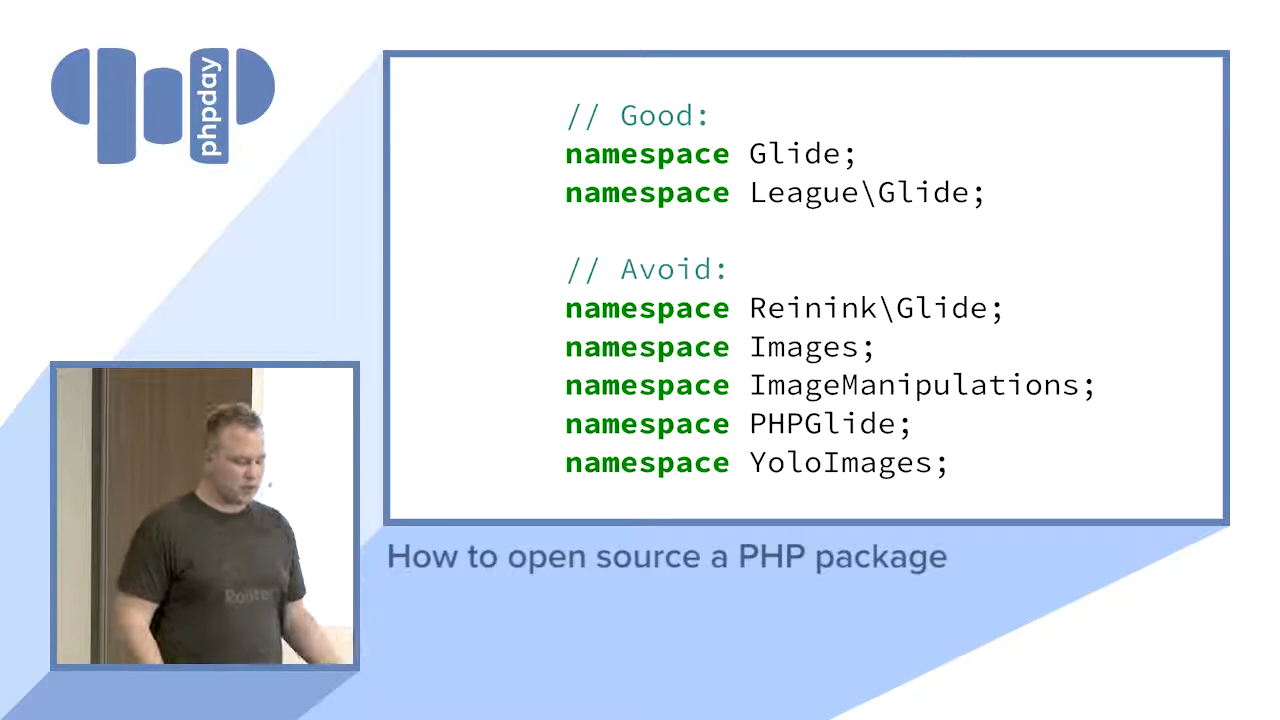 phpday
// Good:
namespace Glide;
namespace League\Glide;
// Avoid:
namespace Reinink\Glide;
namespace Images;
namespace ImageManipulations;
namespace PHPGlide;
namespace YoloImages;
How to open source a PHP package